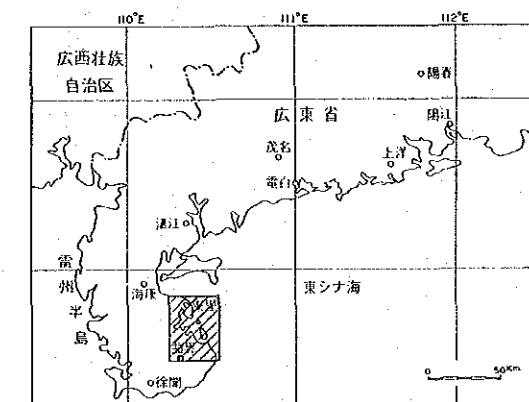 110°E
111°E
112°E
広西壮族
自治区
陽春
広東省
陽江
茂名
上洋
電白
湛江
雷
州
半
島
海康
東シナ海
徐聞
0
50Km